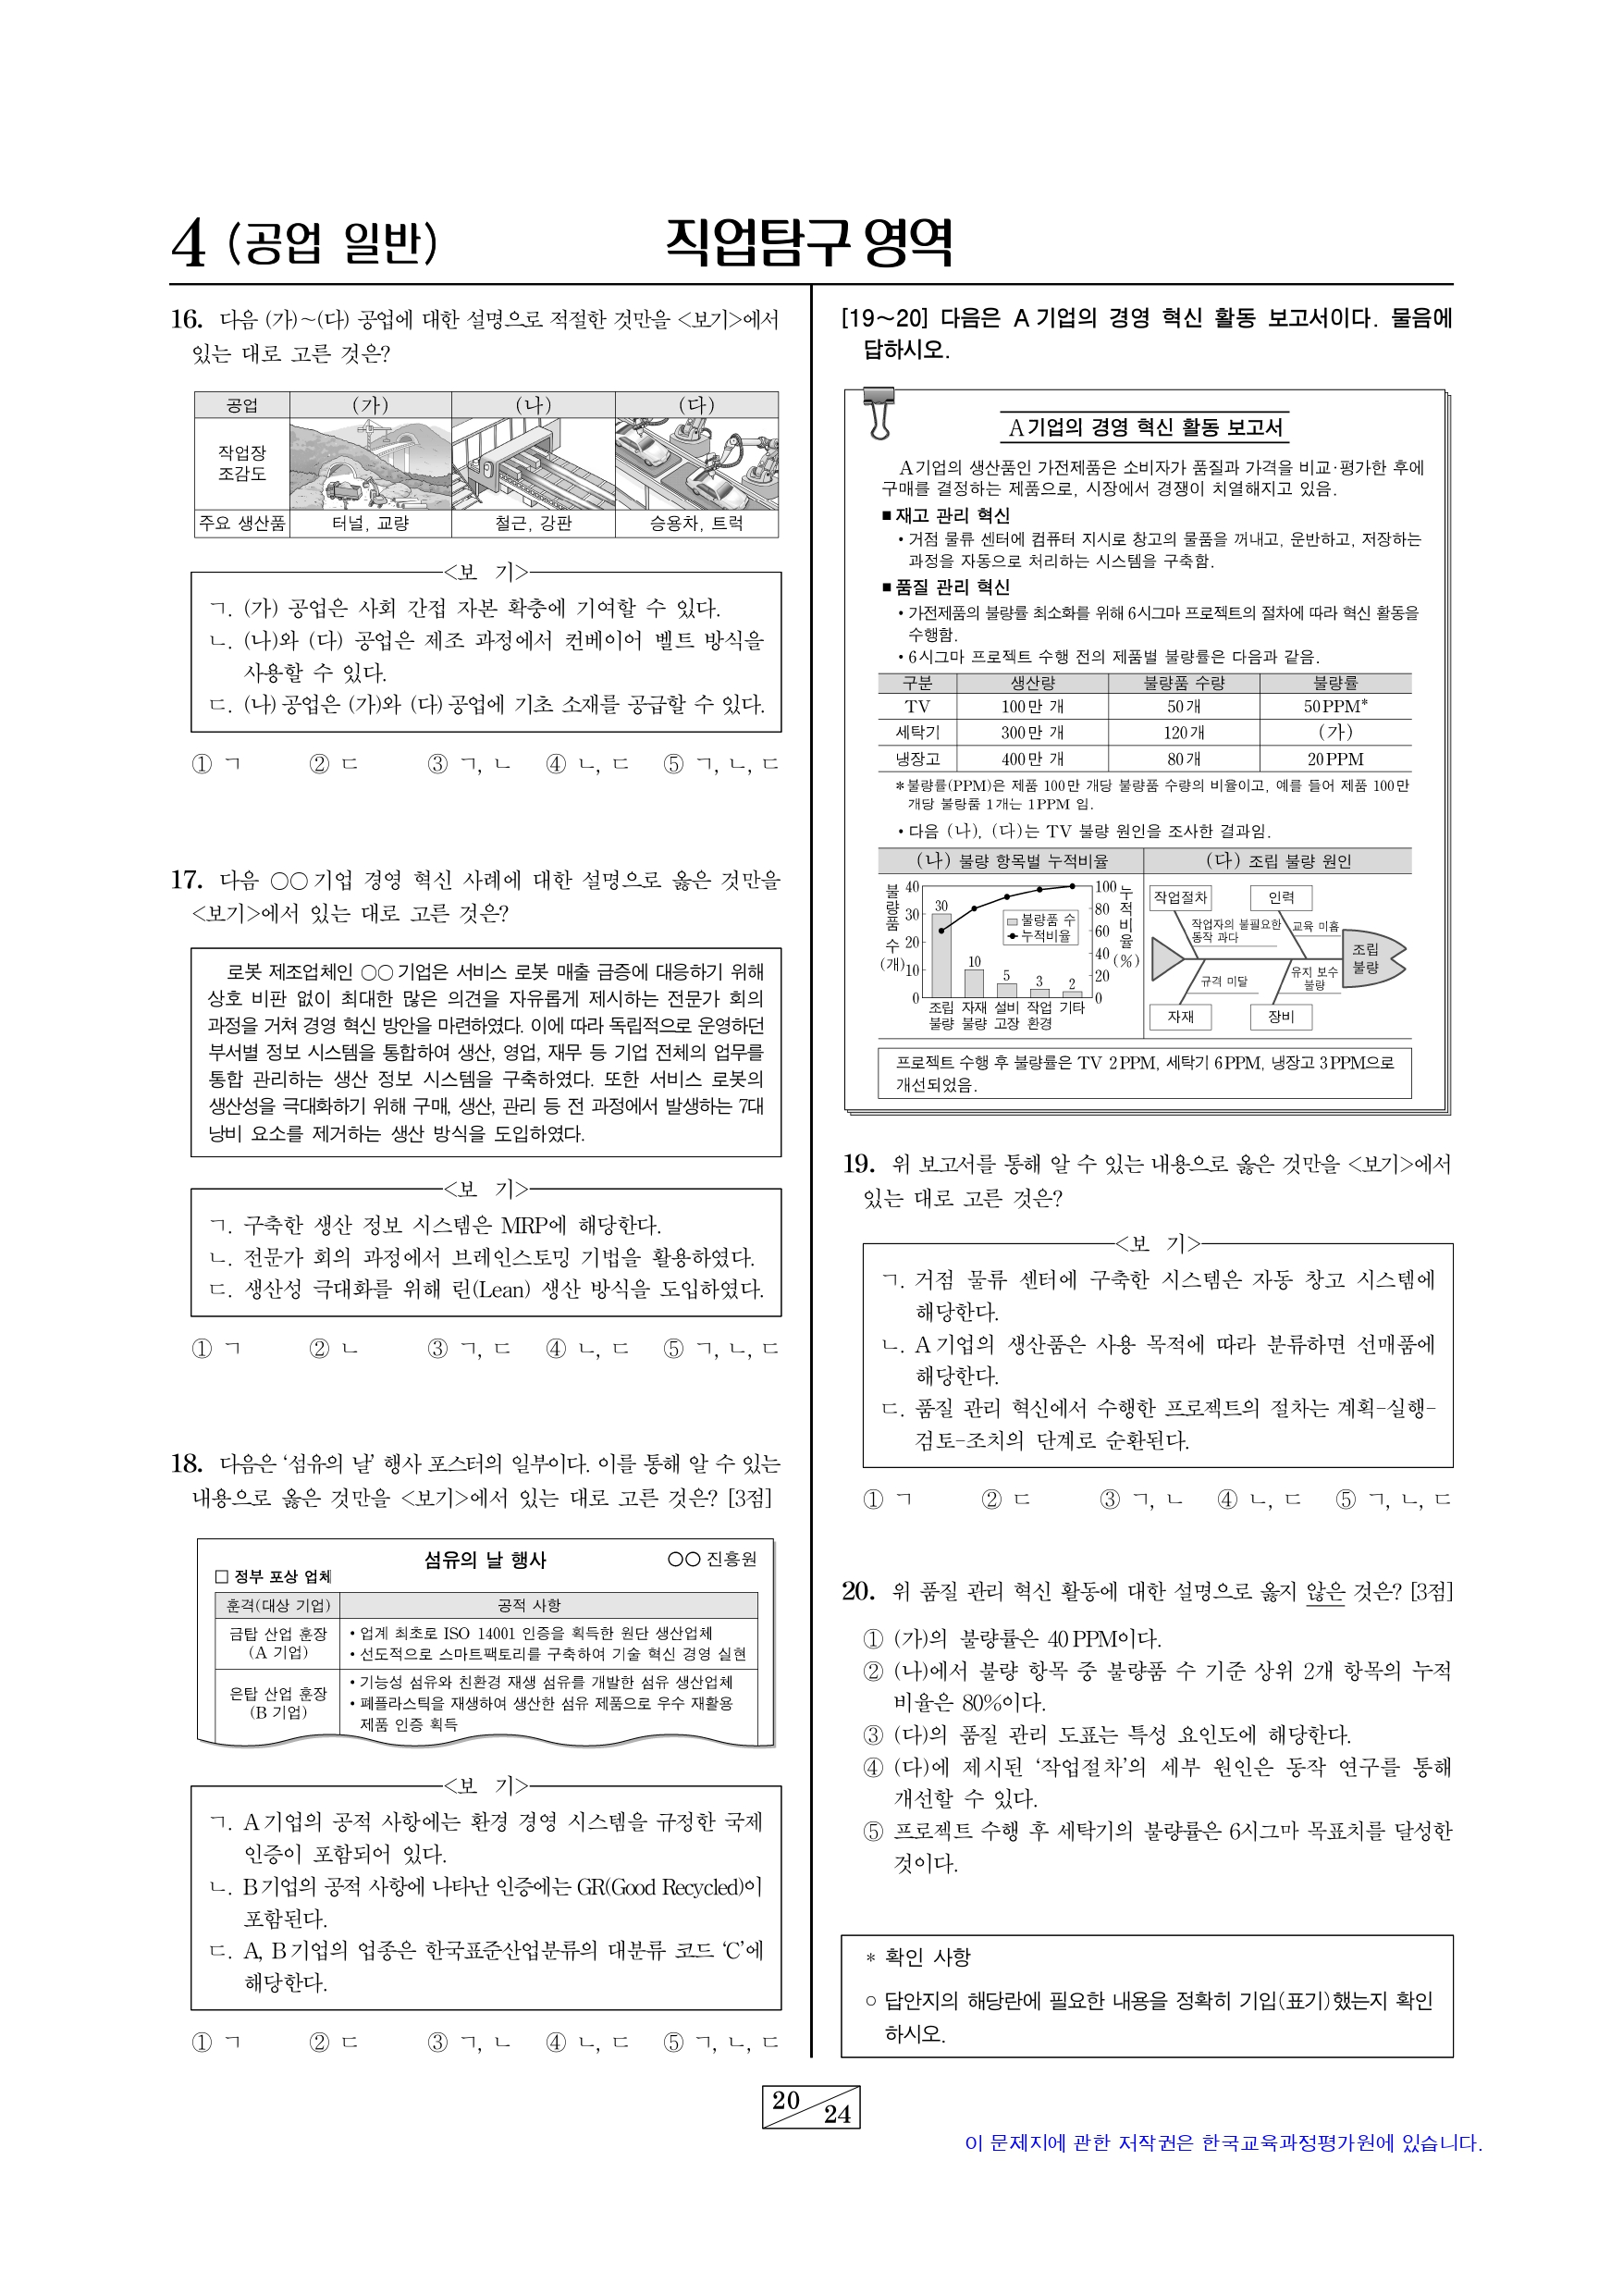 4 (공업 일반)
직업탐구 영역
16. 다음 (가)~(다) 공업에 대한 설명으로 적절한 것만을 <보기>에서
있는 대로 고른 것은?
공업 (가) (나) (다)
작업장
조감도
주요 생산품 터널, 교량 철근, 강판 승용차, 트럭
<보 기>
ㄱ. (가) 공업은 사회 간접 자본 확충에 기여할 수 있다.
ㄴ. (나)와 (다) 공업은 제조 과정에서 컨베이어 벨트 방식을
사용할 수 있다.
ㄷ. (나) 공업은 (가)와 (다) 공업에 기초 소재를 공급할 수 있다.
① ㄱ ② ㄷ ③ ㄱ, ㄴ ④ ㄴ, ㄷ ⑤ ㄱ, ㄴ, ㄷ
17. 다음 ○○기업 경영 혁신 사례에 대한 설명으로 옳은 것만을
<보기>에서 있는 대로 고른 것은?
로봇 제조업체인 ○○기업은 서비스 로봇 매출 급증에 대응하기 위해
상호 비판 없이 최대한 많은 의견을 자유롭게 제시하는 전문가 회의
과정을 거쳐 경영 혁신 방안을 마련하였다. 이에 따라 독립적으로 운영하던
부서별 정보 시스템을 통합하여 생산, 영업, 재무 등 기업 전체의 업무를
통합 관리하는 생산 정보 시스템을 구축하였다. 또한 서비스 로봇의
생산성을 극대화하기 위해 구매, 생산, 관리 등 전 과정에서 발생하는 7대
낭비 요소를 제거하는 생산 방식을 도입하였다.
<보 기>
ㄱ. 구축한 생산 정보 시스템은 MRP에 해당한다.
ㄴ. 전문가 회의 과정에서 브레인스토밍 기법을 활용하였다.
ㄷ. 생산성 극대화를 위해 린(Lean) 생산 방식을 도입하였다.
① ㄱ ② ㄴ ③ ㄱ, ㄷ ④ ㄴ, ㄷ ⑤ ㄱ, ㄴ, ㄷ
18. 다음은 ‘섬유의 날’ 행사 포스터의 일부이다. 이를 통해 알 수 있는
내용으로 옳은 것만을 <보기>에서 있는 대로 고른 것은? [3점]
섬유의 날 행사 ○○ 진흥원
□ 정부 포상 업체
훈격(대상 기업) 공적 사항
금탑 산업 훈장
(A 기업)
• 업계 최초로 ISO 14001 인증을 획득한 원단 생산업체
• 선도적으로 스마트팩토리를 구축하여 기술 혁신 경영 실현
은탑 산업 훈장
(B 기업)
• 기능성 섬유와 친환경 재생 섬유를 개발한 섬유 생산업체
• 폐플라스틱을 재생하여 생산한 섬유 제품으로 우수 재활용
제품 인증 획득
<보 기>
ㄱ. A기업의 공적 사항에는 환경 경영 시스템을 규정한 국제
인증이 포함되어 있다.
ㄴ. B기업의 공적 사항에 나타난 인증에는 GR(Good Recycled)이
포함된다.
ㄷ. A, B기업의 업종은 한국표준산업분류의 대분류 코드 ‘C’에
해당한다.
① ㄱ ② ㄷ ③ ㄱ, ㄴ ④ ㄴ, ㄷ ⑤ ㄱ, ㄴ, ㄷ
[19~20] 다음은 A기업의 경영 혁신 활동 보고서이다. 물음에
답하시오.
A기업의 경영 혁신 활동 보고서
A기업의 생산품인 가전제품은 소비자가 품질과 가격을 비교·평가한 후에
구매를 결정하는 제품으로, 시장에서 경쟁이 치열해지고 있음.
■ 재고 관리 혁신
• 거점 물류 센터에 컴퓨터 지시로 창고의 물품을 꺼내고, 운반하고, 저장하는
과정을 자동으로 처리하는 시스템을 구축함.
■ 품질 관리 혁신
• 가전제품의 불량률 최소화를 위해 6시그마 프로젝트의 절차에 따라 혁신 활동을
수행함.
• 6시그마 프로젝트 수행 전의 제품별 불량률은 다음과 같음.
구분 생산량 불량품 수량 불량률
TV 100만 개 50개 50PPM*
세탁기 300만 개 120개 (가)
냉장고 400만 개 80개 20PPM
*불량률(PPM)은 제품 100만 개당 불량품 수량의 비율이고, 예를 들어 제품 100만
개당 불량품 1개는 1PPM 임.
• 다음 (나), (다)는 TV 불량 원인을 조사한 결과임.
(나) 불량 항목별 누적비율 (다) 조립 불량 원인
불량품 수 (개)
40
30
20
10
0
30
10
5
3
2
불량품 수
누적비율
100
80
60
40
20
0
누적비율 (%)
조립 자재 설비 작업 기타
불량 불량 고장 환경
작업절차 인력
작업자의 불필요한
동작 과다
교육 미흡
조립
불량
규격 미달
유지 보수
불량
자재 장비
프로젝트 수행 후 불량률은 TV 2PPM, 세탁기 6PPM, 냉장고 3PPM으로
개선되었음.
19. 위 보고서를 통해 알 수 있는 내용으로 옳은 것만을 <보기>에서
있는 대로 고른 것은?
<보 기>
ㄱ. 거점 물류 센터에 구축한 시스템은 자동 창고 시스템에
해당한다.
ㄴ. A기업의 생산품은 사용 목적에 따라 분류하면 선매품에
해당한다.
ㄷ. 품질 관리 혁신에서 수행한 프로젝트의 절차는 계획-실행-
검토-조치의 단계로 순환된다.
① ㄱ ② ㄷ ③ ㄱ, ㄴ ④ ㄴ, ㄷ ⑤ ㄱ, ㄴ, ㄷ
20. 위 품질 관리 혁신 활동에 대한 설명으로 옳지 않은 것은? [3점]
① (가)의 불량률은 40PPM이다.
② (나)에서 불량 항목 중 불량품 수 기준 상위 2개 항목의 누적
비율은 80%이다.
③ (다)의 품질 관리 도표는 특성 요인도에 해당한다.
④ (다)에 제시된 ‘작업절차’의 세부 원인은 동작 연구를 통해
개선할 수 있다.
⑤ 프로젝트 수행 후 세탁기의 불량률은 6시그마 목표치를 달성한
것이다.
* 확인 사항
○ 답안지의 해당란에 필요한 내용을 정확히 기입(표기)했는지 확인
하시오.
20
24
이 문제지에 관한 저작권은 한국교육과정평가원에 있습니다.